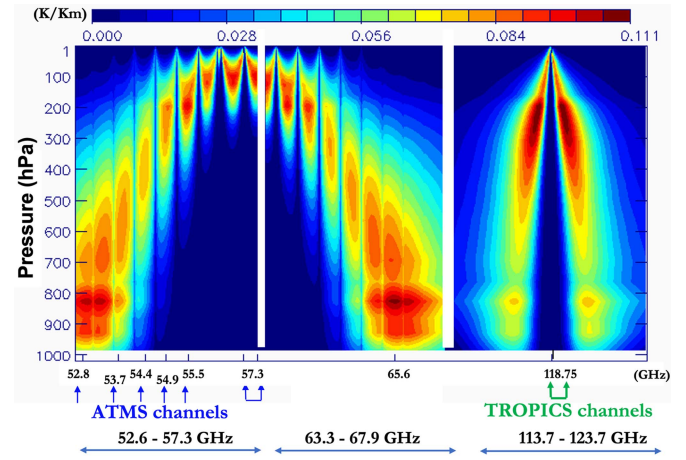 (K/Km)
0.000 0.028 0.056 0.084 0.111
Pressure (hPa)
1
100
200
300
400
500
600
700
800
900
1000
52.8 53.7 54.4 54.9 55.5 57.3 65.6 118.75 (GHz)
ATMS channels TROPICS channels
52.6 - 57.3 GHz 63.3 - 67.9 GHz 113.7 - 123.7 GHz